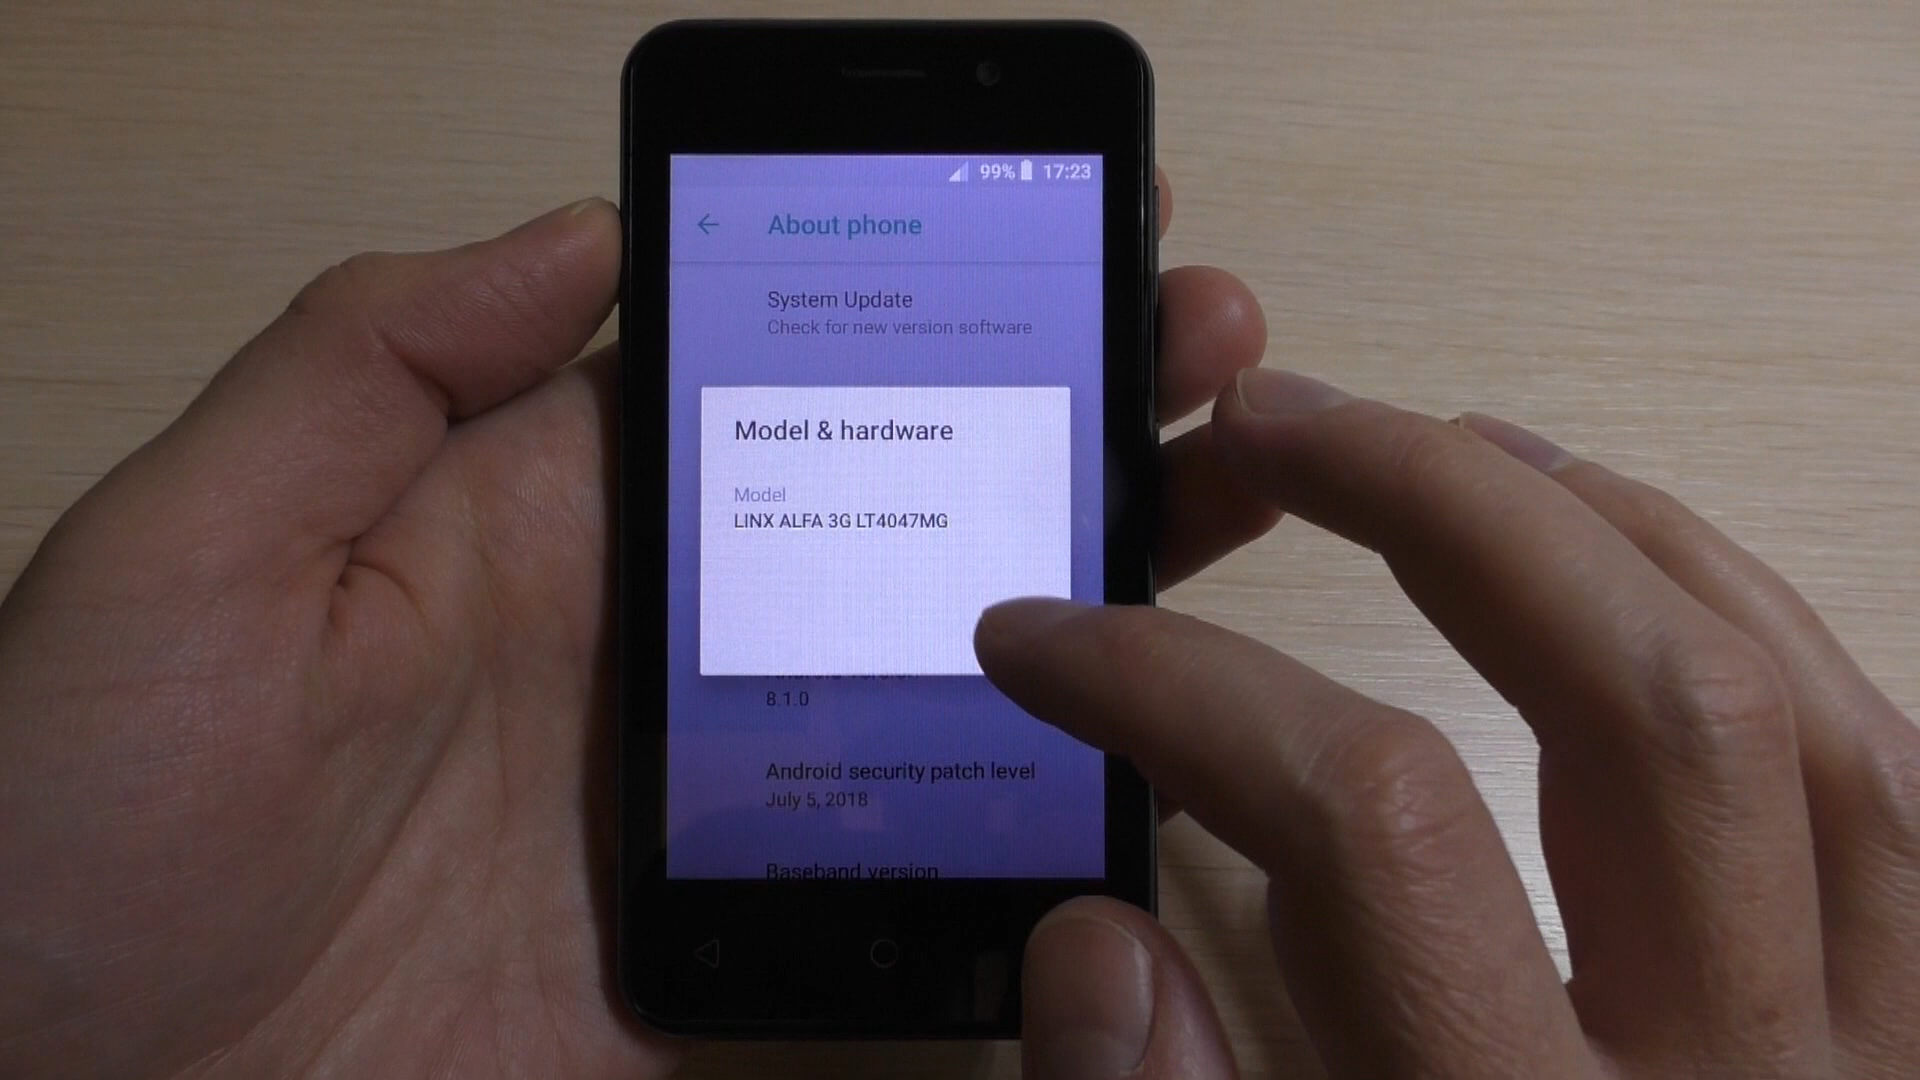 99% 17:23
About phone
System Update
Check for new version software
Model & hardware
Model
LINX ALFA 3G LT4047MG
8.1.0
Android security patch level
July 5, 2018
Baseband version